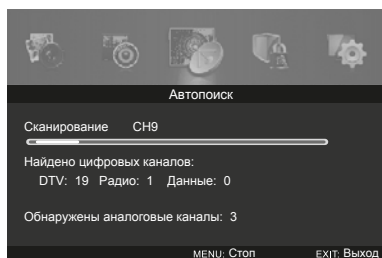 Автопоиск
Сканирование CH9
Найдено цифровых каналов:
DTV: 19 Радио: 1 Данные: 0
Обнаружены аналоговые каналы: 3
MENU: Стоп EXIT: Выход